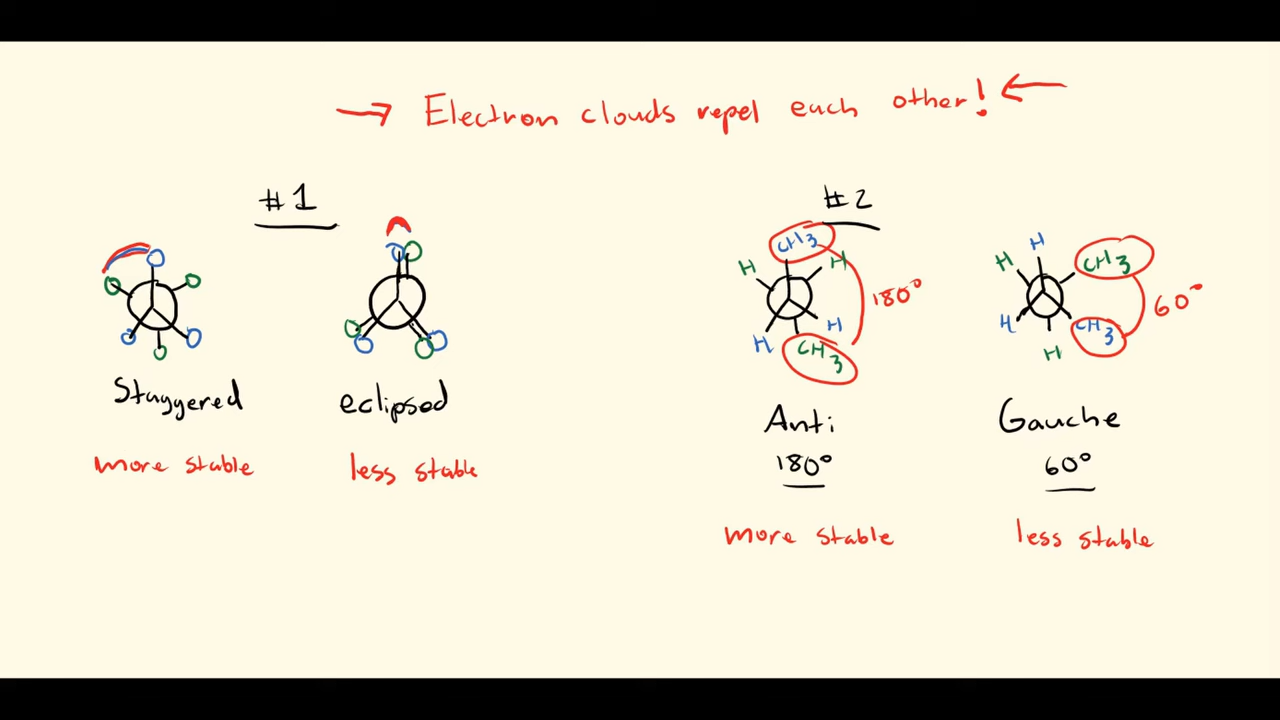 → Electron clouds repel each other! ←
#1
#2
CH3
H
H
180°
H
H
CH3
H
H
CH3
60°
H
CH3
H
Staggered
eclipsed
Anti
Gauche
180°
60°
more stable
less stable
more stable
less stable